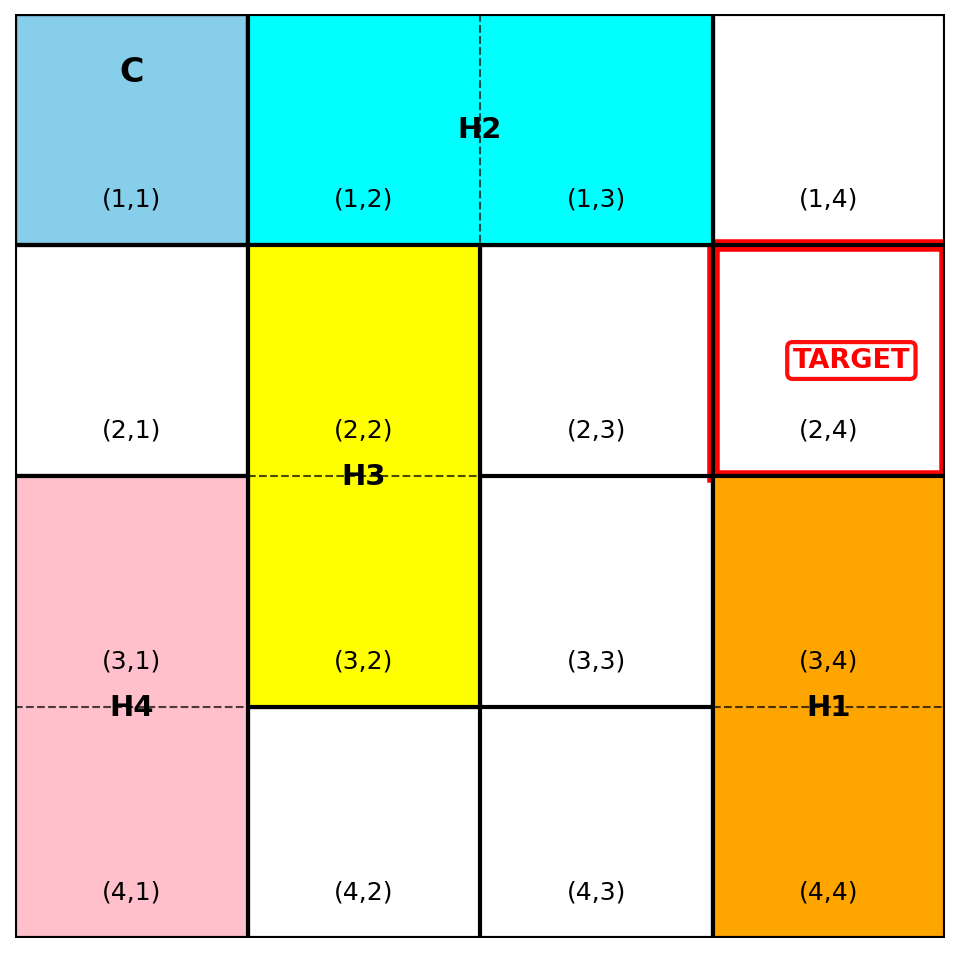 C
H2
(1,1)
(1,2)
(1,3)
(1,4)
TARGET
(2,1)
(2,2)
(2,3)
(2,4)
H3
(3,1)
(3,2)
(3,3)
(3,4)
H4
H1
(4,1)
(4,2)
(4,3)
(4,4)